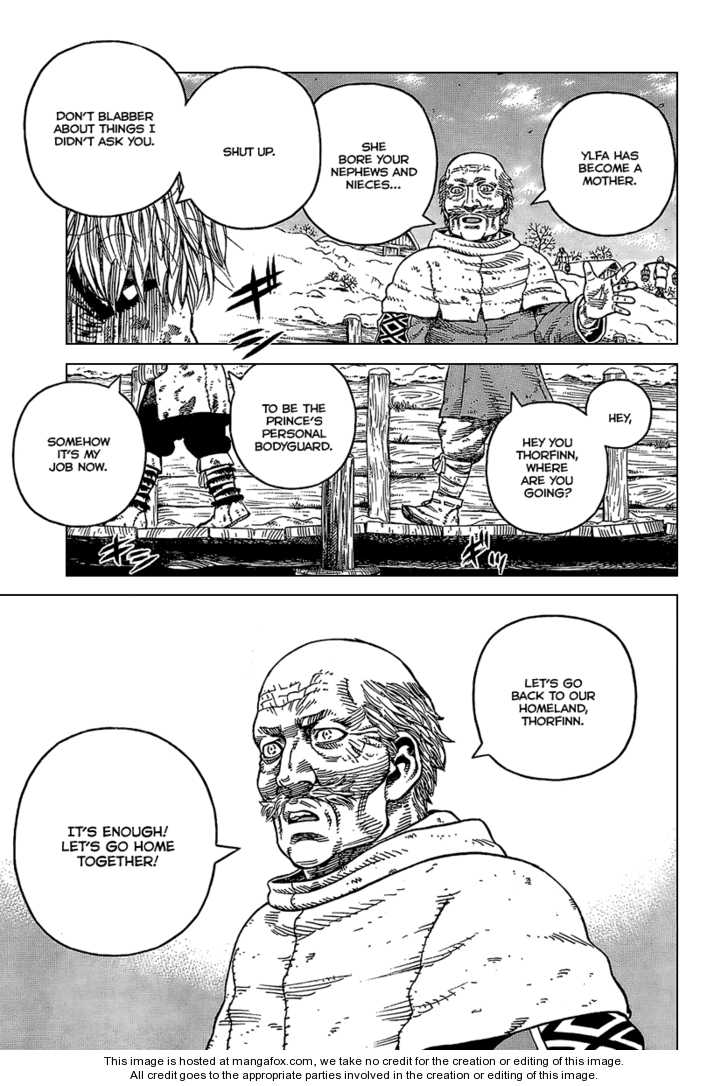 YLFA HAS
BECOME A
MOTHER.
SHE
BORE YOUR
NEPHEWS AND
NIECES...
SHUT UP.
DON'T BLABBER
ABOUT THINGS I
DIDN'T ASK YOU.
HEY,
HEY YOU
THORFINN,
WHERE
ARE YOU
GOING?
TO BE THE
PRINCE'S
PERSONAL
BODYGUARD.
SOMEHOW
IT'S MY
JOB NOW.
LET'S GO
BACK TO OUR
HOMELAND,
THORFINN.
IT'S ENOUGH!
LET'S GO HOME
TOGETHER!
This image is hosted at mangafox.com, we take no credit for the creation or editing of this image.
All credit goes to the appropriate parties involved in the creation or editing of this image.